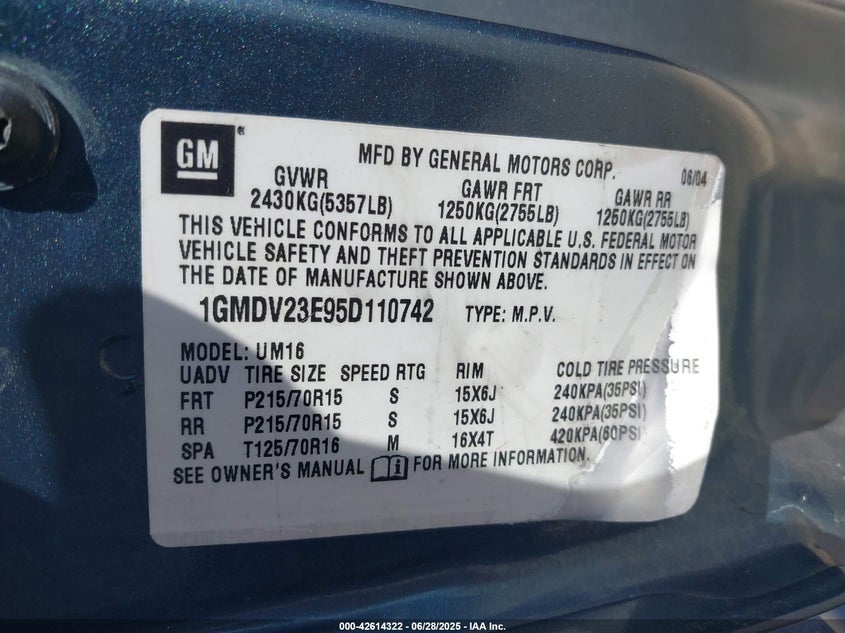 GM® MFD BY GENERAL MOTORS CORP. 06/04
GVWR GAWR FRT GAWR RR
2430KG(5357LB) 1250KG(2755LB) 1250KG(2755LB)
THIS VEHICLE CONFORMS TO ALL APPLICABLE U.S. FEDERAL MOTOR
VEHICLE SAFETY AND THEFT PREVENTION STANDARDS IN EFFECT ON
THE DATE OF MANUFACTURE SHOWN ABOVE.
1GMDV23E95D110742 TYPE: M.P.V.
MODEL: UM16
UADV TIRE SIZE SPEED RTG RIM COLD TIRE PRESSURE
FRT P215/70R15 S 15X6J 240KPA(35PSI)
RR P215/70R15 S 15X6J 240KPA(35PSI)
SPA T125/70R16 M 16X4T 420KPA(60PSI)
SEE OWNER'S MANUAL i FOR MORE INFORMATION.
000-42614322 | 06/28/2025 - IAA Inc.